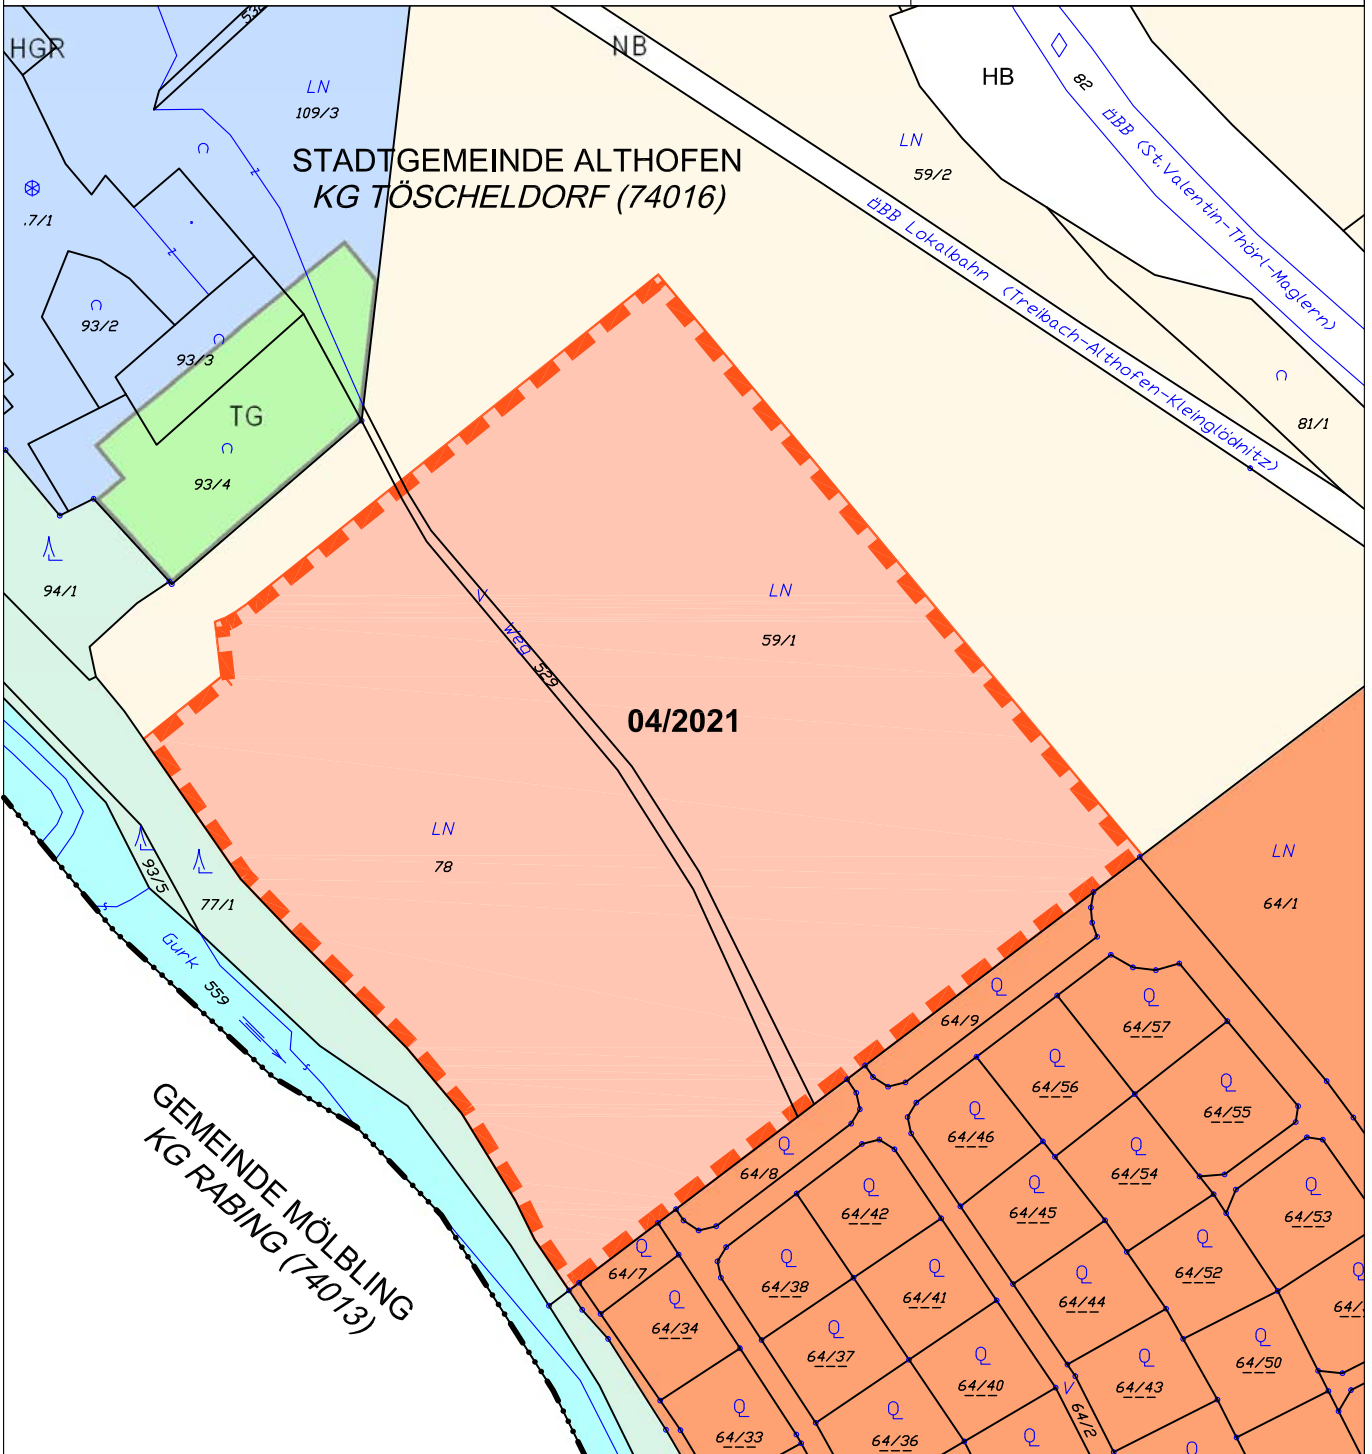 HGR
NB
HB
82
ÖBB (St.Valentin-Thörl-Maglern)
LN
109/3
LN
59/2
STADTGEMEINDE ALTHOFEN
KG TÖSCHELDORF (74016)
ÖBB Lokalbahn (Treibach-Althofen-Kleinglödnitz)
.7/1
93/2
93/3
TG
93/4
81/1
94/1
LN
59/1
V
Weg
529
04/2021
LN
78
LN
64/1
93/5
77/1
Gurk
559
GEMEINDE MÖLBLING
KG RABING (74013)
Q
64/9
Q
64/57
Q
64/56
Q
64/55
Q
64/46
Q
64/54
Q
64/8
Q
64/42
Q
64/45
Q
64/53
Q
64/7
Q
64/38
Q
64/41
Q
64/44
Q
64/52
Q
64/34
Q
64/37
Q
64/40
Q
64/43
Q
64/50
V
64/2
Q
64/33
Q
64/36
Q
Q